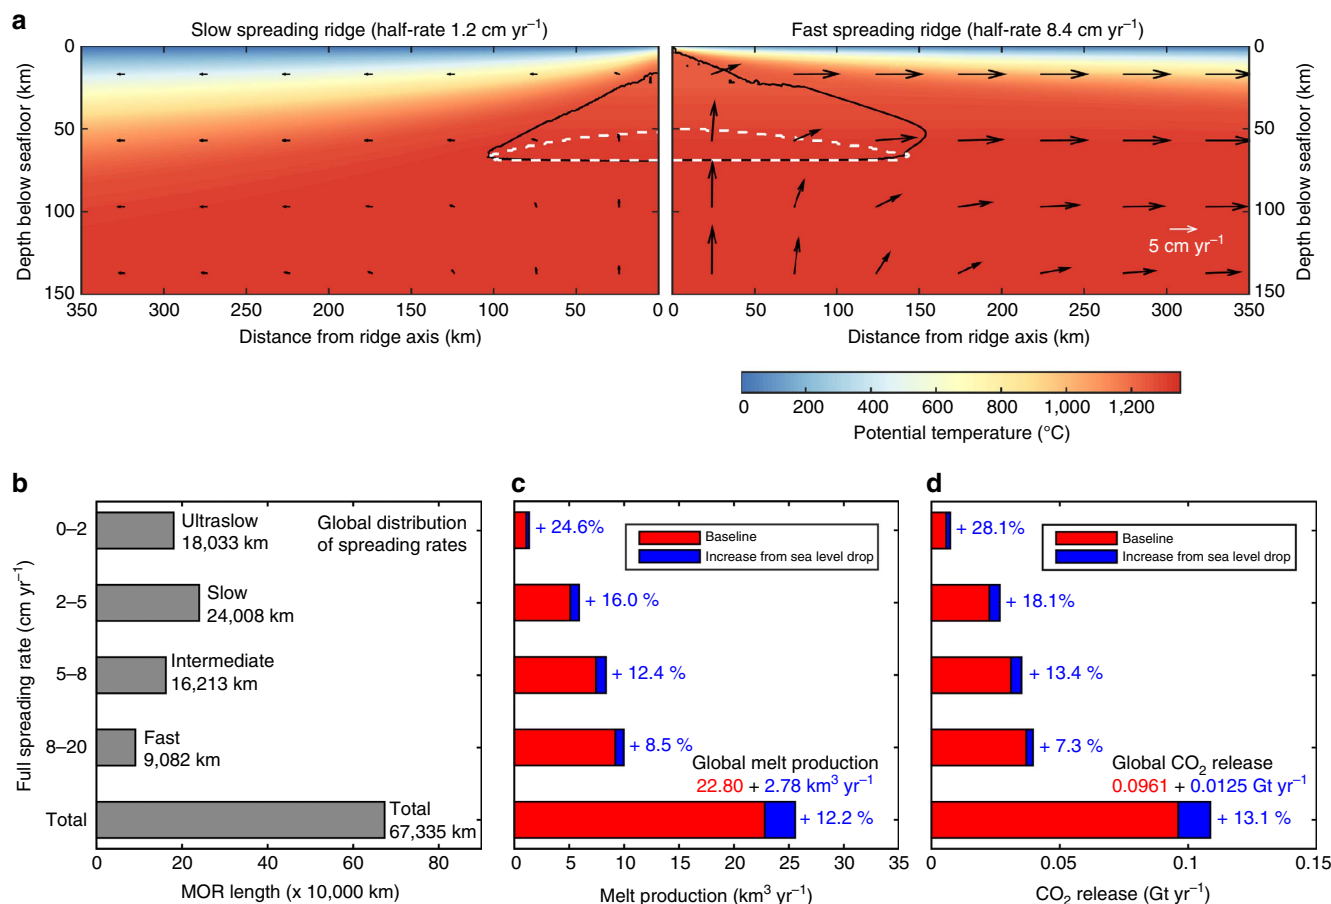 a
Slow spreading ridge (half-rate 1.2 cm yr⁻¹)
Fast spreading ridge (half-rate 8.4 cm yr⁻¹)
Depth below seafloor (km)
0
50
100
150
350 300 250 200 150 100 50 0
Distance from ridge axis (km)
5 cm yr⁻¹
0 50 100 150 200 250 300 350
Distance from ridge axis (km)
0
50
100
150
Depth below seafloor (km)
0 200 400 600 800 1,000 1,200
Potential temperature (°C)
b
Full spreading rate (cm yr⁻¹)
0–2
2–5
5–8
8–20
Total
Global distribution
of spreading rates
Ultraslow
18,033 km
Slow
24,008 km
Intermediate
16,213 km
Fast
9,082 km
Total
67,335 km
0 20 40 60 80
MOR length (x 10,000 km)
c
Baseline
Increase from sea level drop
+ 24.6%
+ 16.0 %
+ 12.4 %
+ 8.5 %
Global melt production
22.80 + 2.78 km³ yr⁻¹
+ 12.2 %
0 5 10 15 20 25 30 35
Melt production (km³ yr⁻¹)
d
Baseline
Increase from sea level drop
+ 28.1%
+ 18.1%
+ 13.4 %
+ 7.3 %
Global CO₂ release
0.0961 + 0.0125 Gt yr⁻¹
+ 13.1 %
0 0.05 0.1 0.15
CO₂ release (Gt yr⁻¹)